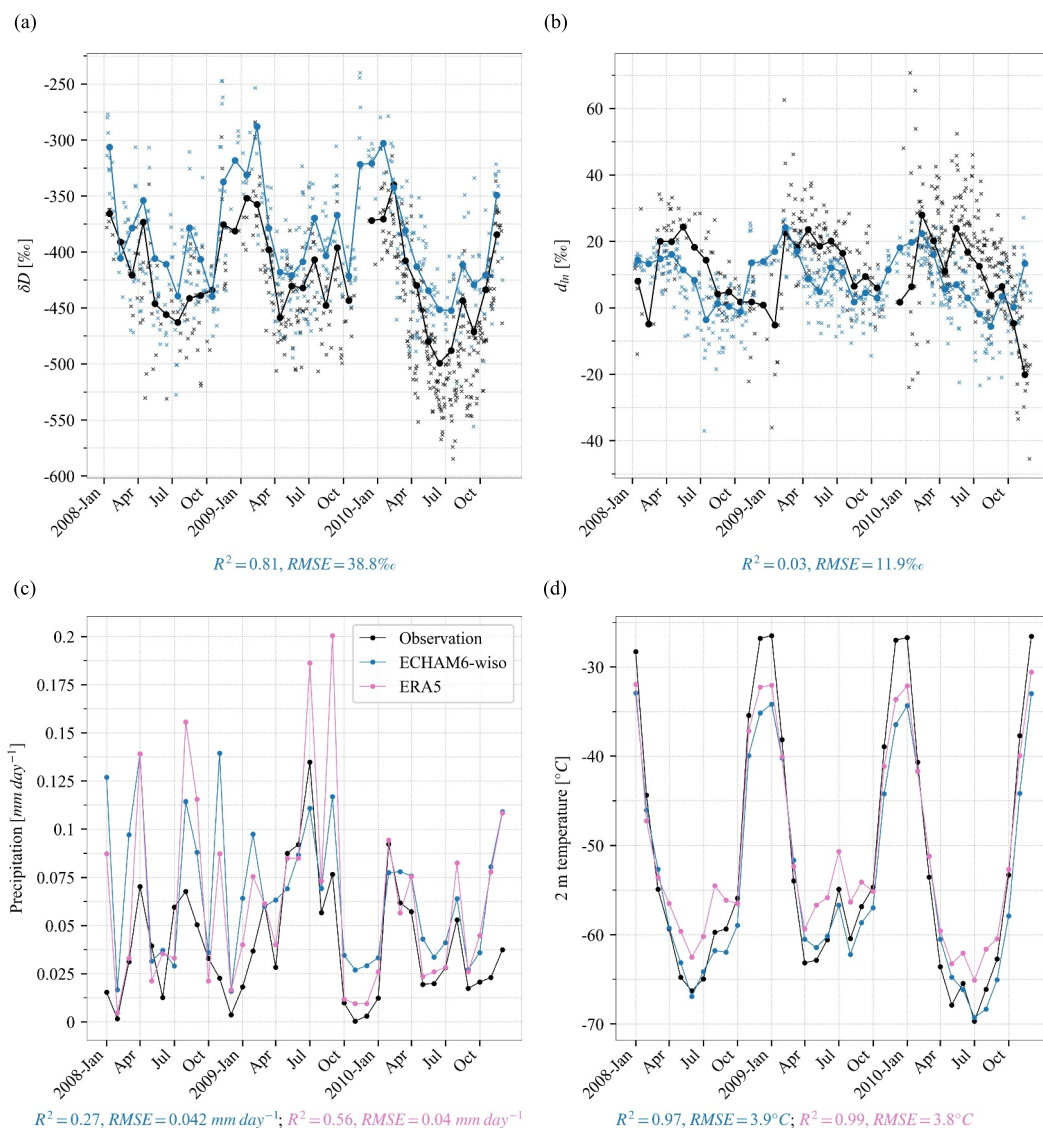 (a)
(b)
-250
-300
-350
-400
-450
-500
-550
-600
δD [‰]
2008-Jan
Apr
Jul
Oct
2009-Jan
Apr
Jul
Oct
2010-Jan
Apr
Jul
Oct
R² = 0.81, RMSE = 38.8‰
60
40
20
0
-20
-40
d_ln [‰]
2008-Jan
Apr
Jul
Oct
2009-Jan
Apr
Jul
Oct
2010-Jan
Apr
Jul
Oct
R² = 0.03, RMSE = 11.9‰
(c)
(d)
0.2
0.175
0.15
0.125
0.1
0.075
0.05
0.025
0
Precipitation [mm day⁻¹]
Observation
ECHAM6-wiso
ERA5
2008-Jan
Apr
Jul
Oct
2009-Jan
Apr
Jul
Oct
2010-Jan
Apr
Jul
Oct
R² = 0.27, RMSE = 0.042 mm day⁻¹; R² = 0.56, RMSE = 0.04 mm day⁻¹
-30
-40
-50
-60
-70
2 m temperature [°C]
2008-Jan
Apr
Jul
Oct
2009-Jan
Apr
Jul
Oct
2010-Jan
Apr
Jul
Oct
R² = 0.97, RMSE = 3.9°C; R² = 0.99, RMSE = 3.8°C